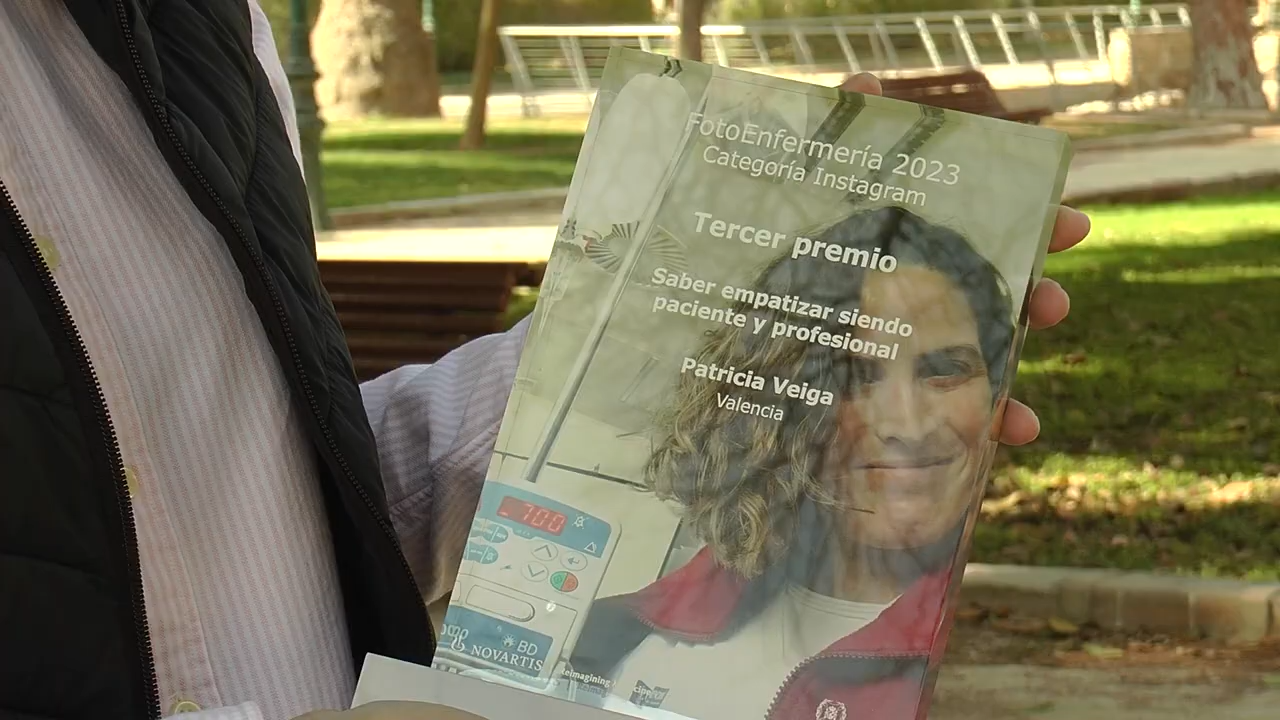 FotoEnfermería 2023
Categoría Instagram
Tercer premio
Saber empatizar siendo
paciente y profesional
Patricia Veiga
Valencia
700
BD
NOVARTIS